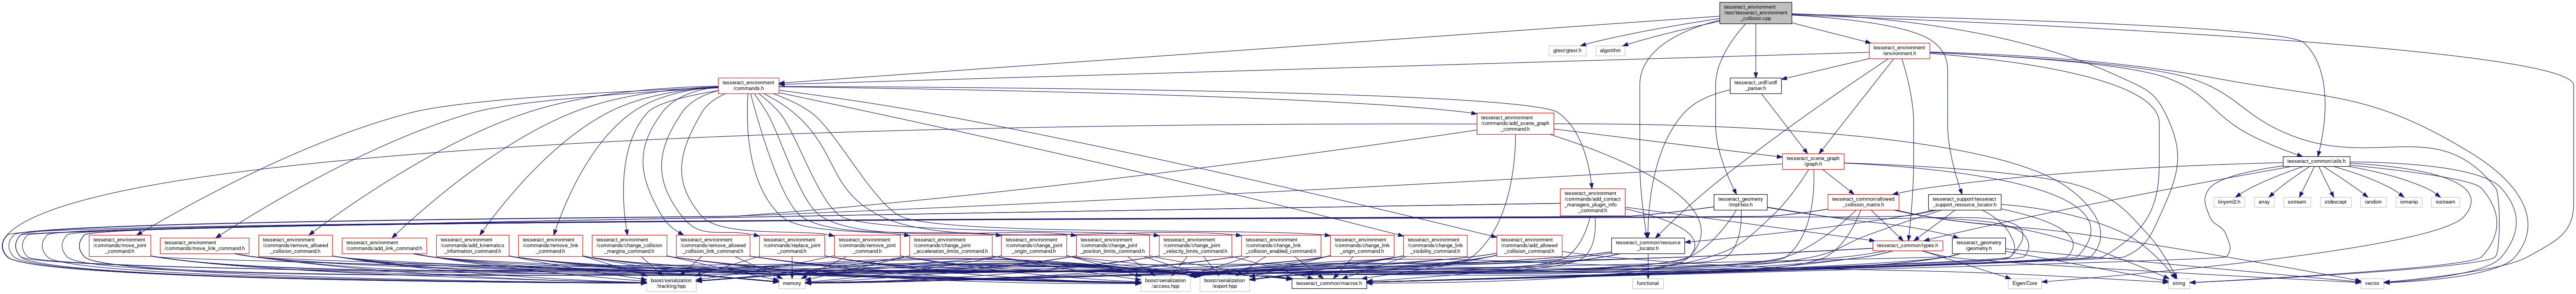 tesseract_environment
/test/tesseract_environment
_collision.cpp
gtest/gtest.h
algorithm
tesseract_environment
/environment.h
tesseract_environment
/commands.h
tesseract_urdf/urdf
_parser.h
tesseract_environment
/commands/add_scene_graph
_command.h
tesseract_scene_graph
/graph.h
tesseract_common/utils.h
tesseract_environment
/commands/add_contact
_managers_plugin_info
_command.h
tesseract_geometry
/impl/box.h
tesseract_common/allowed
_collision_matrix.h
tesseract_support/tesseract
_support_resource_locator.h
tinyxml2.h
array
sstream
stdexcept
random
iomanip
iostream
tesseract_environment
/commands/move_joint
_command.h
tesseract_environment
/commands/move_link_command.h
tesseract_environment
/commands/remove_allowed
_collision_command.h
tesseract_environment
/commands/add_link_command.h
tesseract_environment
/commands/add_kinematics
_information_command.h
tesseract_environment
/commands/remove_link
_command.h
tesseract_environment
/commands/change_collision
_margins_command.h
tesseract_environment
/commands/remove_allowed
_collision_link_command.h
tesseract_environment
/commands/replace_joint
_command.h
tesseract_environment
/commands/remove_joint
_command.h
tesseract_environment
/commands/change_joint
_acceleration_limits_command.h
tesseract_environment
/commands/change_joint
_origin_command.h
tesseract_environment
/commands/change_joint
_position_limits_command.h
tesseract_environment
/commands/change_joint
_velocity_limits_command.h
tesseract_environment
/commands/change_link
_collision_enabled_command.h
tesseract_environment
/commands/change_link
_origin_command.h
tesseract_environment
/commands/change_link
_visibility_command.h
tesseract_environment
/commands/add_allowed
_collision_command.h
tesseract_common/resource
_locator.h
tesseract_common/types.h
tesseract_geometry
/geometry.h
boost/serialization
/tracking.hpp
memory
boost/serialization
/access.hpp
boost/serialization
/export.hpp
tesseract_common/macros.h
functional
Eigen/Core
string
vector